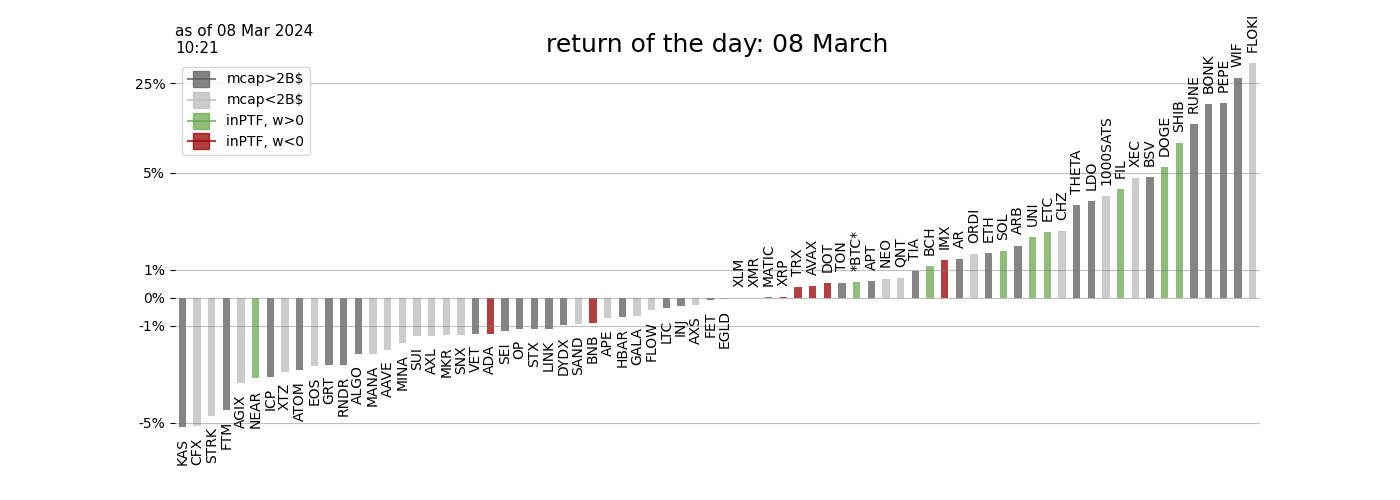 as of 08 Mar 2024
10:21
return of the day: 08 March
mcap>2B$
mcap<2B$
inPTF, w>0
inPTF, w<0
25%
5%
1%
0%
-1%
-5%
KAS
CFX
STRK
FTM
AGIX
NEAR
ICP
XTZ
ATOM
EOS
GRT
RNDR
ALGO
MANA
AAVE
MINA
SUI
AXL
MKR
SNX
VET
ADA
SEI
OP
STX
LINK
DYDX
SAND
BNB
APE
HBAR
GALA
FLOW
LTC
INJ
AXS
FET
EGLD
XLM
XMR
MATIC
XRP
TRX
AVAX
DOT
TON
*BTC*
APT
NEO
QNT
TIA
BCH
IMX
AR
ORDI
ETH
SOL
ARB
UNI
ETC
CHZ
THETA
LDO
1000SATS
FIL
XEC
BSV
DOGE
SHIB
RUNE
BONK
PEPE
WIF
FLOKI